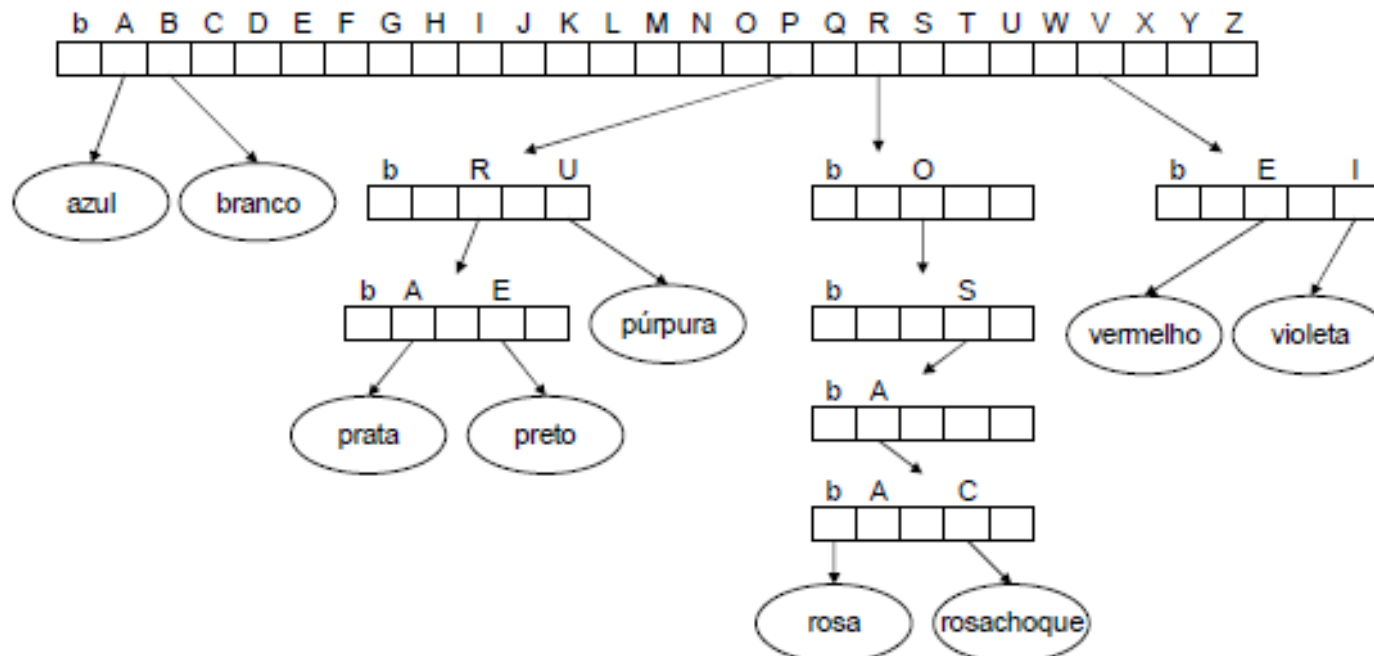 b A B C D E F G H I J K L M N O P Q R S T U W V X Y Z
b R U
b O
b E I
azul
branco
b A E
púrpura
b S
vermelho
violeta
b A
prata
preto
b A C
rosa
rosachoque